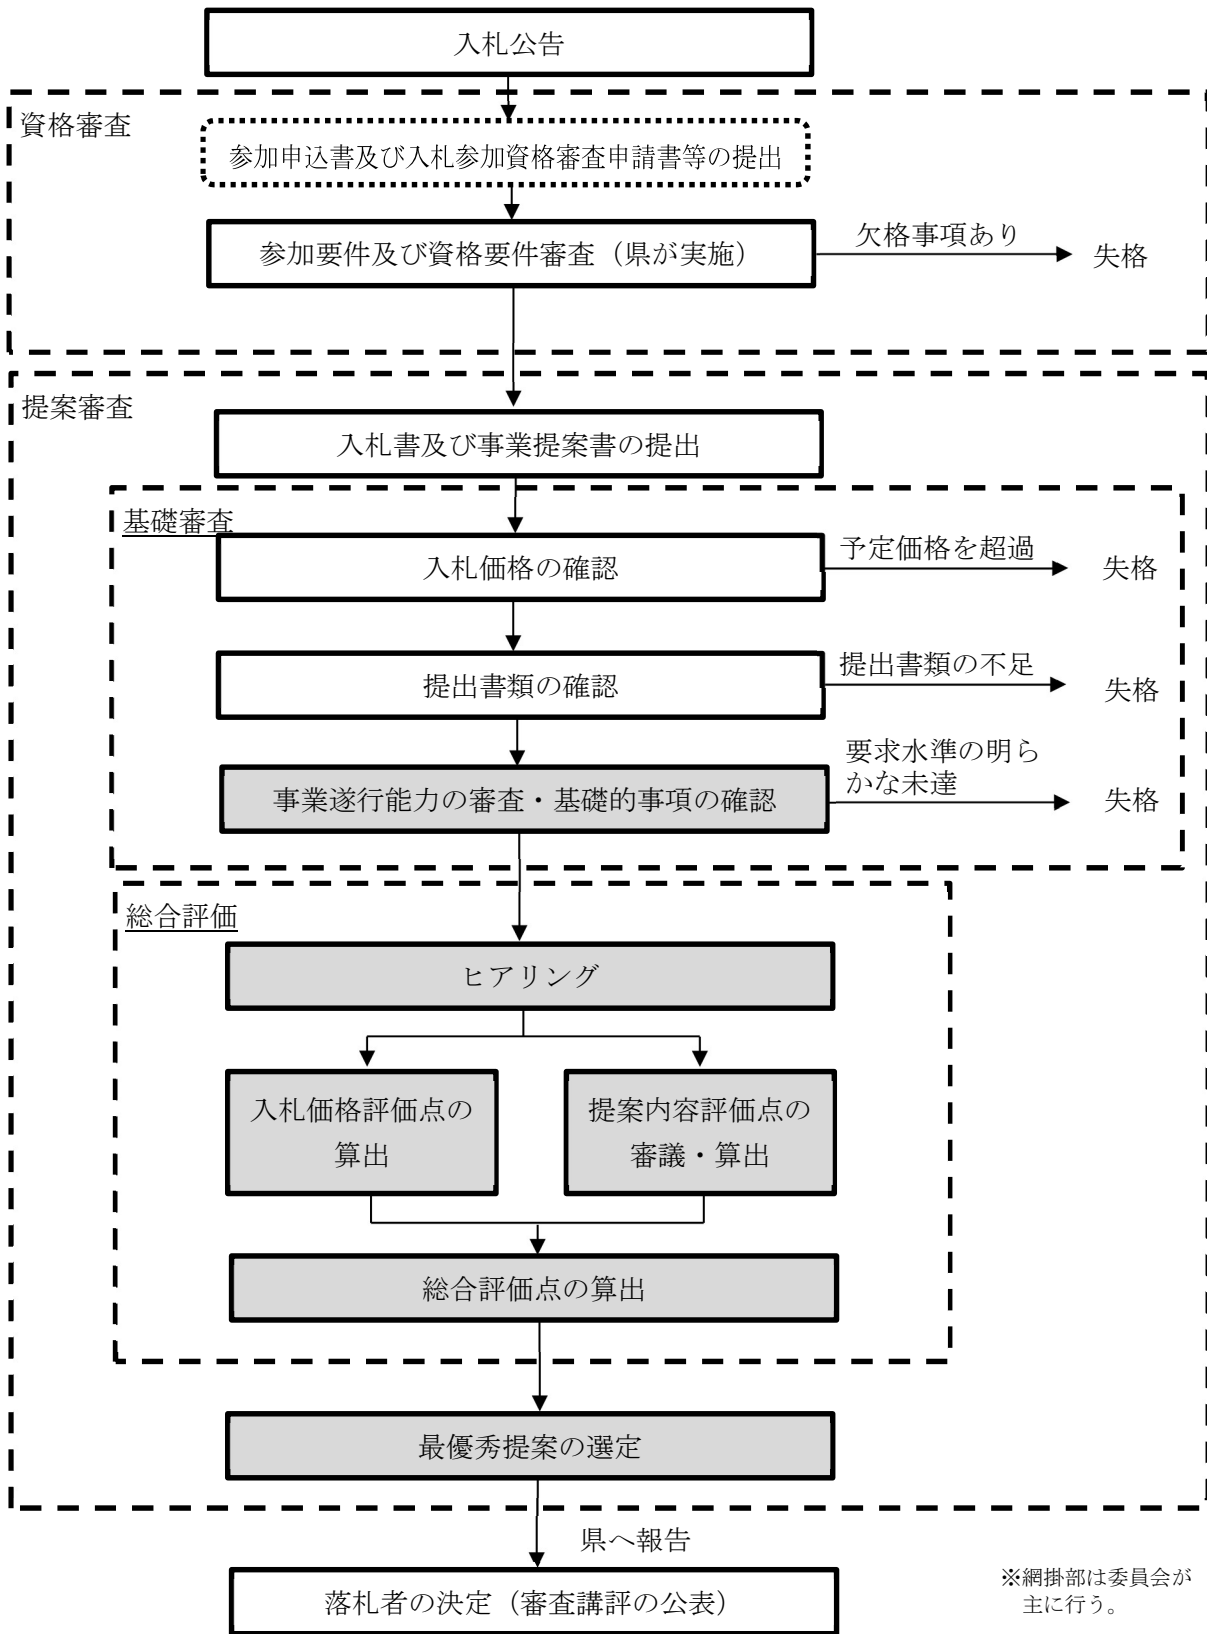 入札公告
資格審査
参加申込書及び入札参加資格審査申請書等の提出
参加要件及び資格要件審査（県が実施）
欠格事項あり
失格
提案審査
入札書及び事業提案書の提出
基礎審査
入札価格の確認
予定価格を超過
失格
提出書類の確認
提出書類の不足
失格
事業遂行能力の審査・基礎的事項の確認
要求水準の明ら
かな未達
失格
総合評価
ヒアリング
入札価格評価点の
算出
提案内容評価点の
審議・算出
総合評価点の算出
最優秀提案の選定
県へ報告
落札者の決定（審査講評の公表）
※網掛部は委員会が
主に行う。